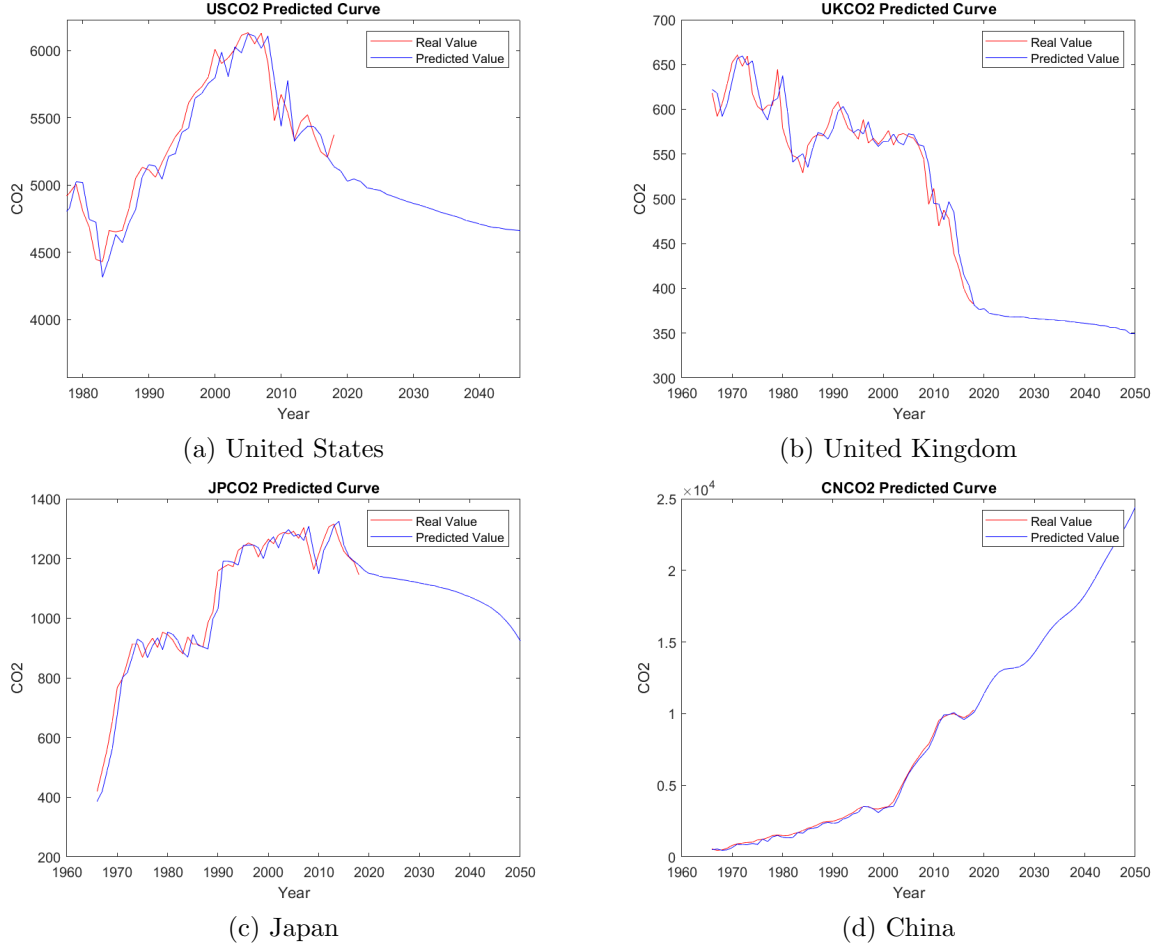 USCO2 Predicted Curve
6000
5500
5000
4500
4000
CO2
Real Value
Predicted Value
1980 1990 2000 2010 2020 2030 2040
Year
(a) United States
UKCO2 Predicted Curve
700
650
600
550
500
450
400
350
300
CO2
Real Value
Predicted Value
1960 1970 1980 1990 2000 2010 2020 2030 2040 2050
Year
(b) United Kingdom
JPCO2 Predicted Curve
1400
1200
1000
800
600
400
200
CO2
Real Value
Predicted Value
1960 1970 1980 1990 2000 2010 2020 2030 2040 2050
Year
(c) Japan
CNCO2 Predicted Curve
×10⁴
2.5
2
1.5
1
0.5
0
CO2
Real Value
Predicted Value
1960 1970 1980 1990 2000 2010 2020 2030 2040 2050
Year
(d) China